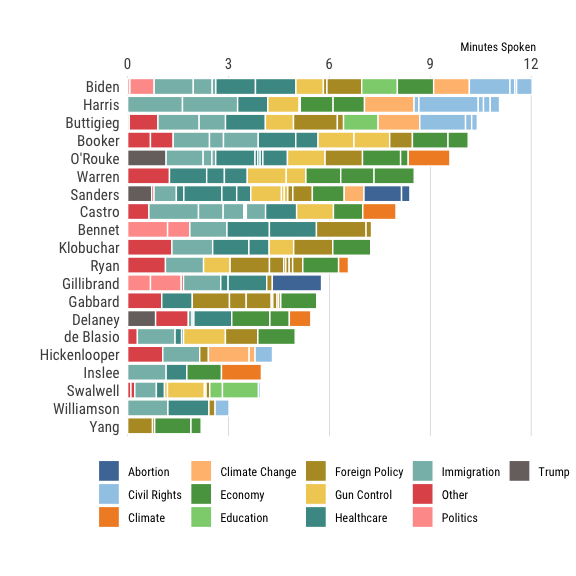 Minutes Spoken
0 3 6 9 12
Biden
Harris
Buttigieg
Booker
O'Rouke
Warren
Sanders
Castro
Bennet
Klobuchar
Ryan
Gillibrand
Gabbard
Delaney
de Blasio
Hickenlooper
Inslee
Swalwell
Williamson
Yang
Abortion Climate Change Foreign Policy Immigration Trump
Civil Rights Economy Gun Control Other
Climate Education Healthcare Politics